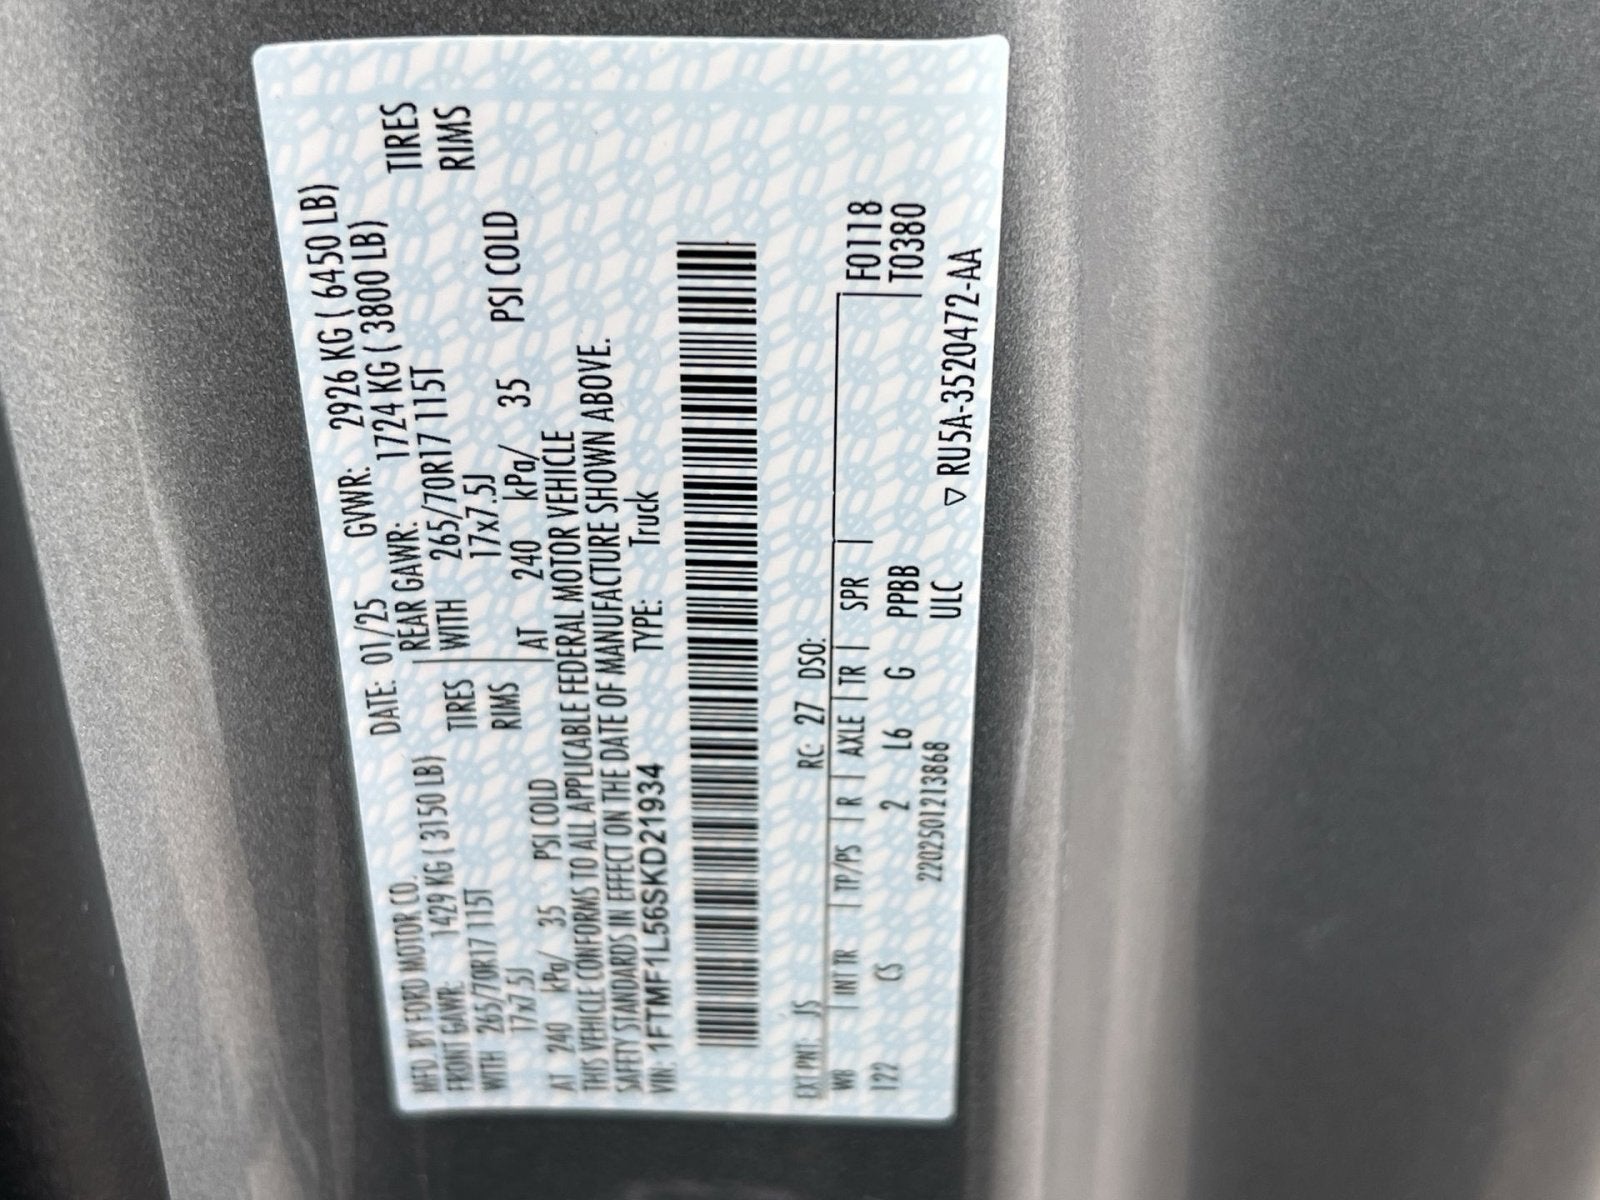 MFD. BY FORD MOTOR CO. DATE: 01/25 GVWR: 2926 KG ( 6450 LB)
FRONT GAWR: 1429 KG ( 3150 LB) REAR GAWR: 1724 KG ( 3800 LB)
WITH 265/70R17 115T TIRES WITH 265/70R17 115T TIRES
17x7.5J RIMS 17x7.5J RIMS
AT 240 kPa/ 35 PSI COLD AT 240 kPa/ 35 PSI COLD
THIS VEHICLE CONFORMS TO ALL APPLICABLE FEDERAL MOTOR VEHICLE
SAFETY STANDARDS IN EFFECT ON THE DATE OF MANUFACTURE SHOWN ABOVE.
VIN: 1FTMF1L56SKD21934 TYPE: Truck
EXT PNT: JS RC: 27 DSO:
WB | INT TR | TP/PS | R | AXLE | TR | SPR | F0118
122 CS 2 L6 G PPBB T0380
2202501213868 ULC ▽ RU5A-3520472-AA